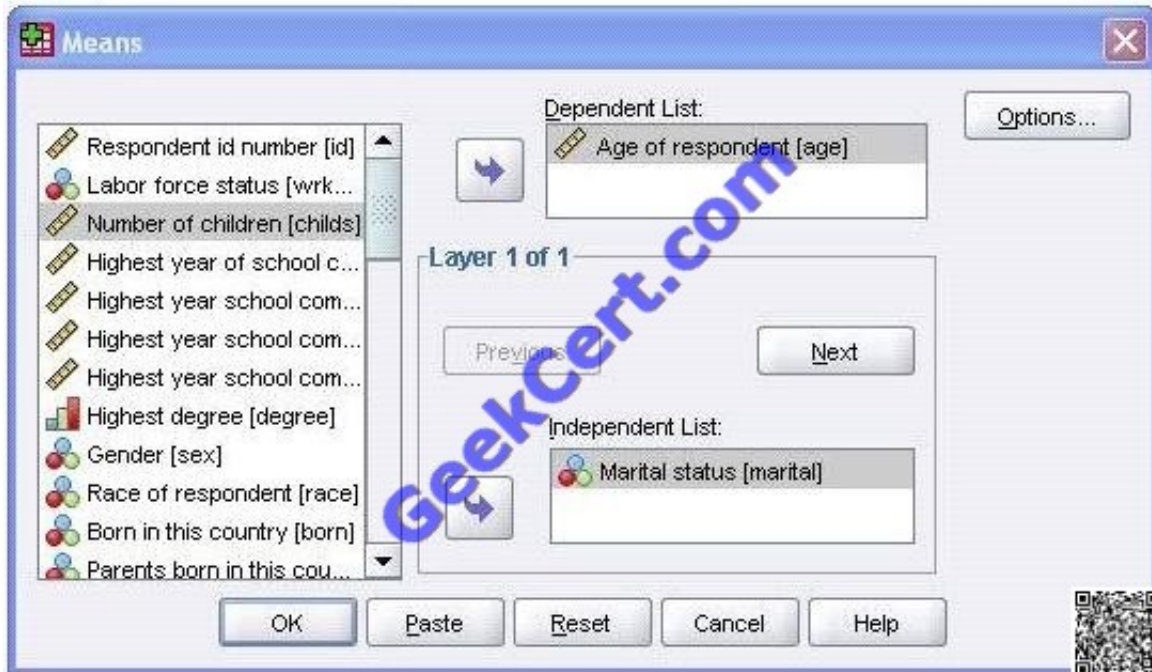 Means
Dependent List:
Options...
Age of respondent [age]
Respondent id number [id]
Labor force status [wrk...
Number of children [childs]
Highest year of school c...
Highest year school com...
Highest year school com...
Highest year school com...
Highest degree [degree]
Gender [sex]
Race of respondent [race]
Born in this country [born]
Parents born in this cou...
Layer 1 of 1
Previous
Next
Independent List:
Marital status [marital]
GeekCert.com
OK
Paste
Reset
Cancel
Help